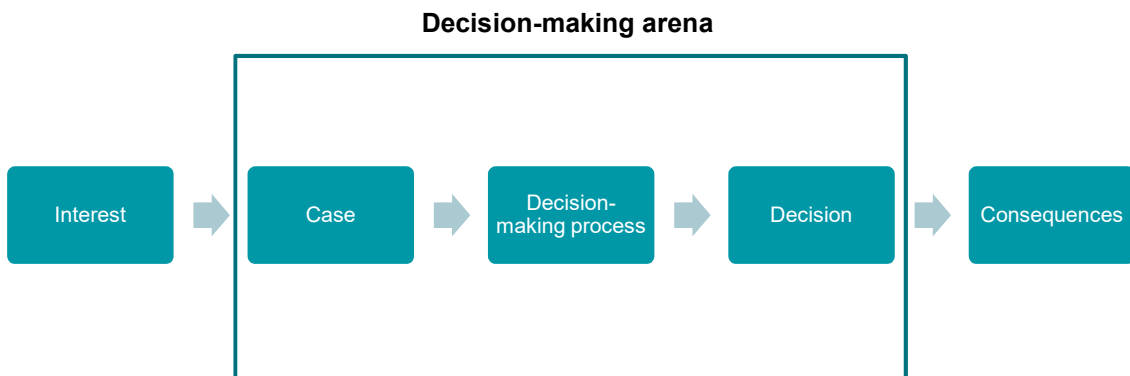 Decision-making arena
Interest
Case
Decision-
making process
Decision
Consequences